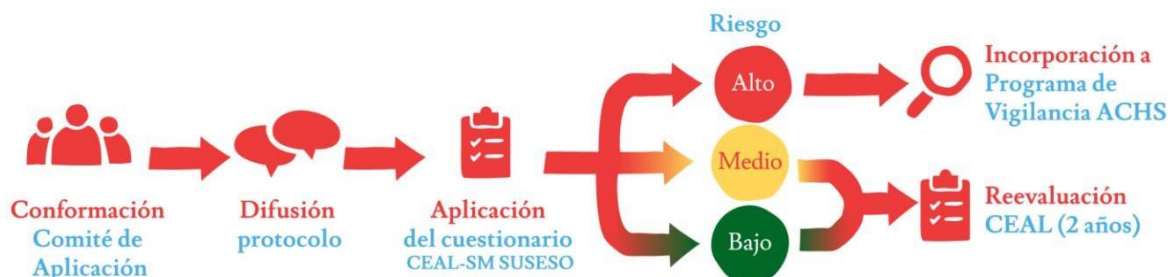 Conformación
Comité de
Aplicación
Difusión
protocolo
Aplicación
del cuestionario
CEAL-SM SUSESO
Riesgo
Alto
Medio
Bajo
Incorporación a
Programa de
Vigilancia ACHS
Reevaluación
CEAL (2 años)